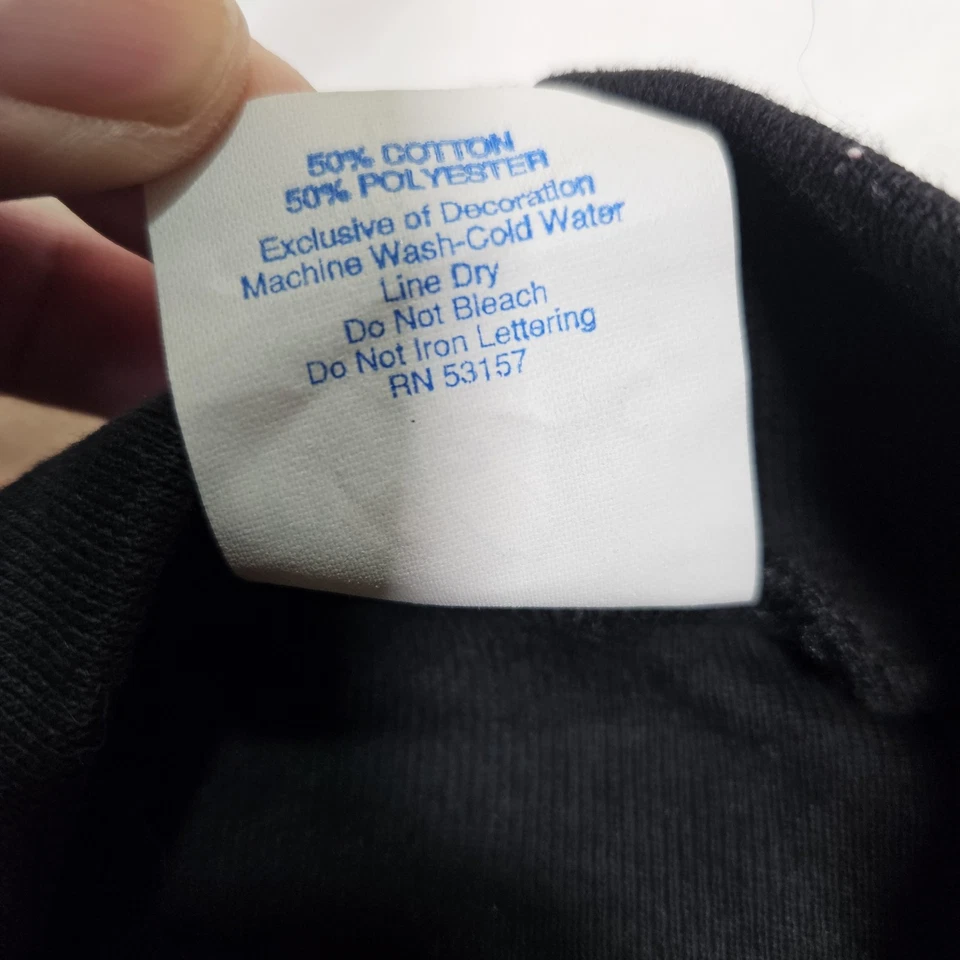 50% COTTON
50% POLYESTER
Exclusive of Decoration
Machine Wash-Cold Water
Line Dry
Do Not Bleach
Do Not Iron Lettering
RN 53157